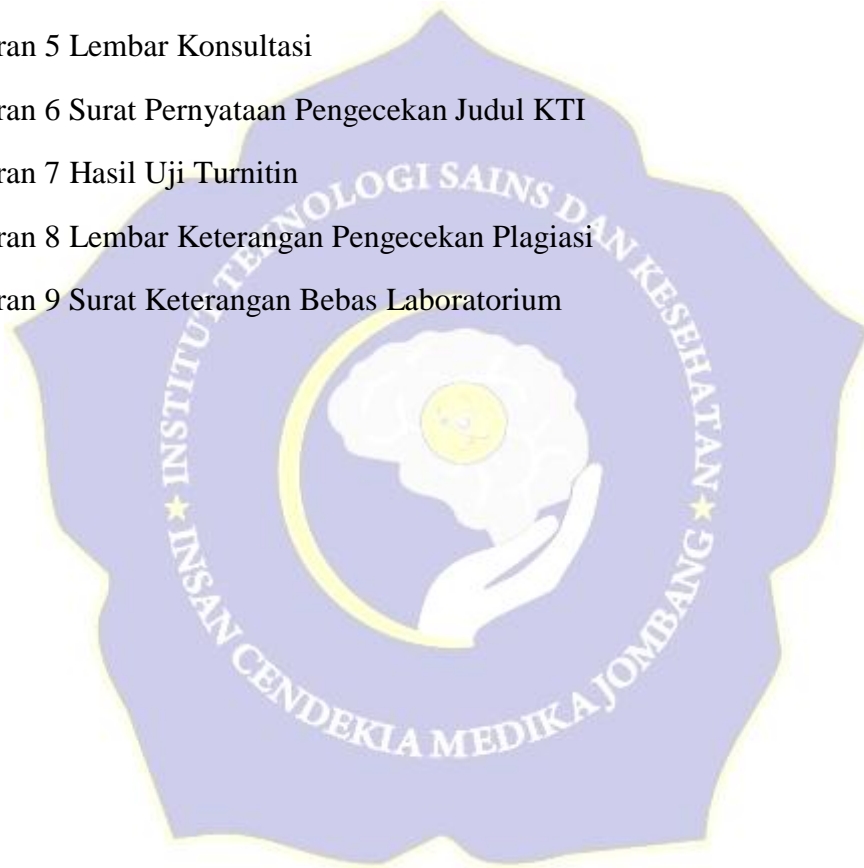 ran 5 Lembar Konsultasi
ran 6 Surat Pernyataan Pengecekan Judul KTI
ran 7 Hasil Uji Turnitin
ran 8 Lembar Keterangan Pengecekan Plagiasi
ran 9 Surat Keterangan Bebas Laboratorium
INSTITUT TEKNOLOGI SAINS DAN KESEHATAN
★ INSAN CENDEKIA MEDIKA JOMBANG ★